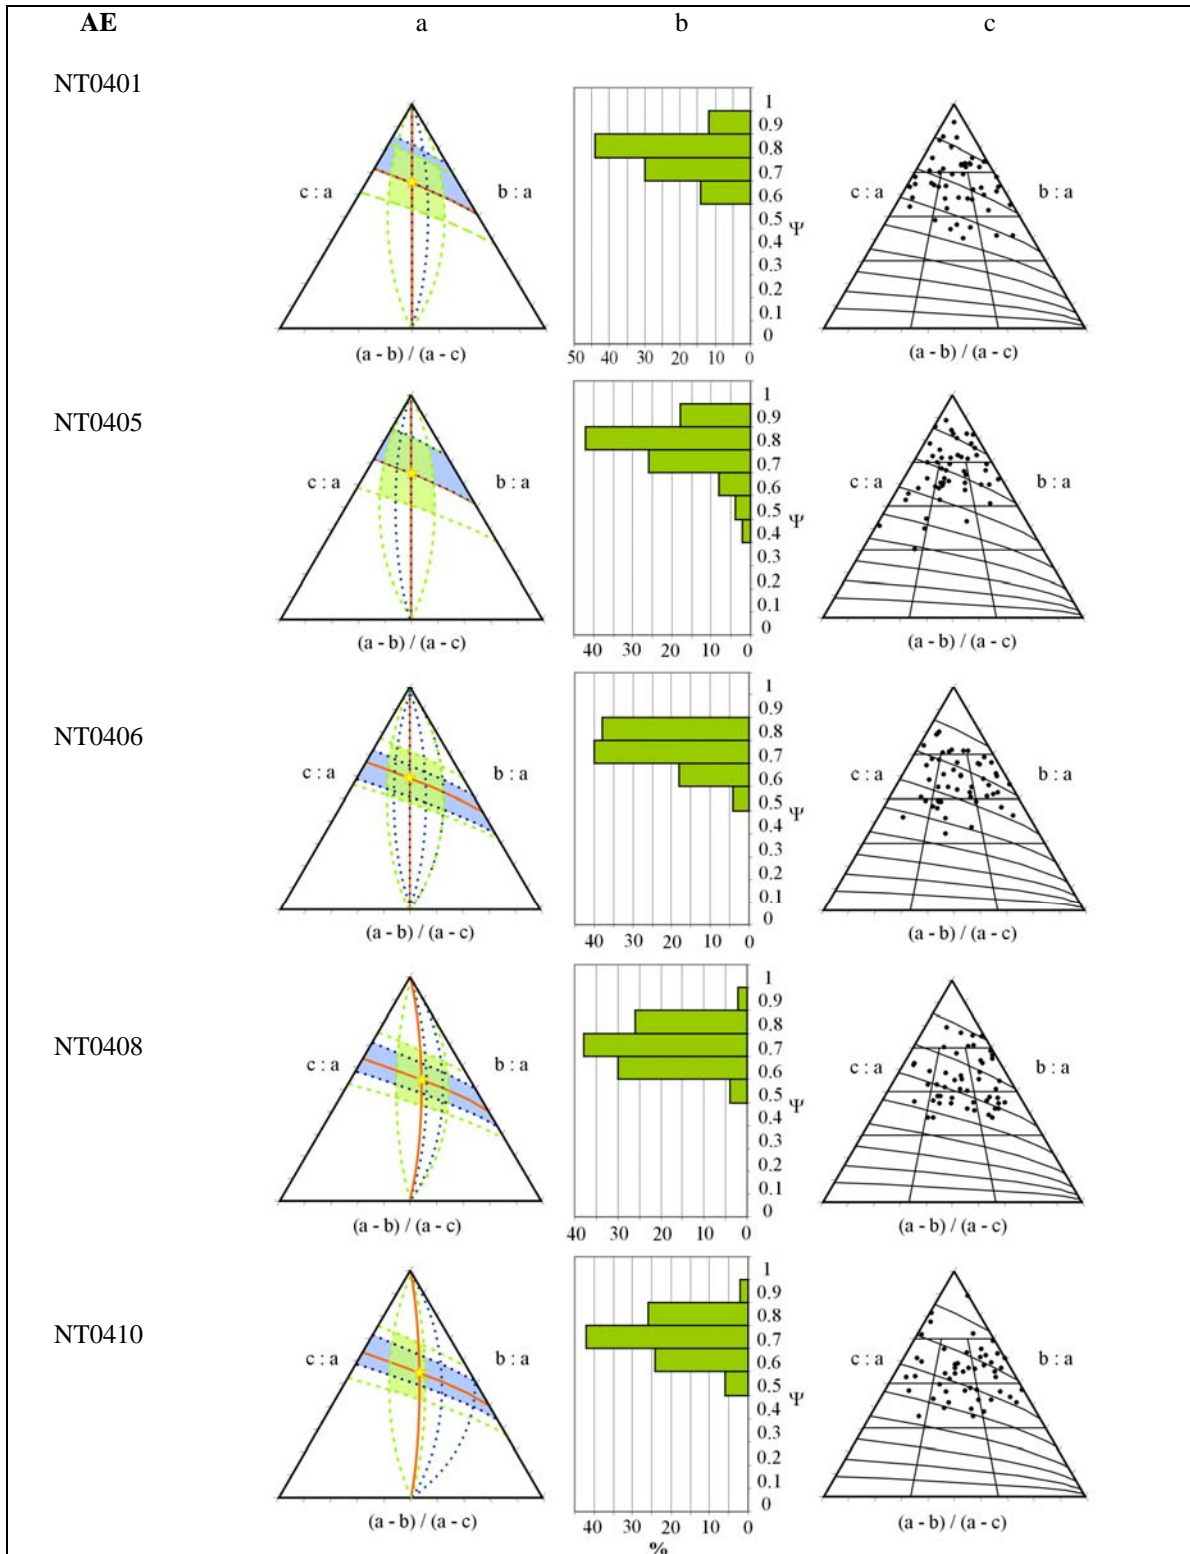 AE a b c
NT0401
c : a
b : a
(a - b) / (a - c)
1
0.9
0.8
0.7
0.6
0.5
0.4
0.3
0.2
0.1
0
Ψ
50 40 30 20 10 0
c : a
b : a
(a - b) / (a - c)
NT0405
c : a
b : a
(a - b) / (a - c)
1
0.9
0.8
0.7
0.6
0.5
0.4
0.3
0.2
0.1
0
Ψ
40 30 20 10 0
c : a
b : a
(a - b) / (a - c)
NT0406
c : a
b : a
(a - b) / (a - c)
1
0.9
0.8
0.7
0.6
0.5
0.4
0.3
0.2
0.1
0
Ψ
40 30 20 10 0
c : a
b : a
(a - b) / (a - c)
NT0408
c : a
b : a
(a - b) / (a - c)
1
0.9
0.8
0.7
0.6
0.5
0.4
0.3
0.2
0.1
0
Ψ
40 30 20 10 0
c : a
b : a
(a - b) / (a - c)
NT0410
c : a
b : a
(a - b) / (a - c)
1
0.9
0.8
0.7
0.6
0.5
0.4
0.3
0.2
0.1
0
Ψ
40 30 20 10 0
%
c : a
b : a
(a - b) / (a - c)